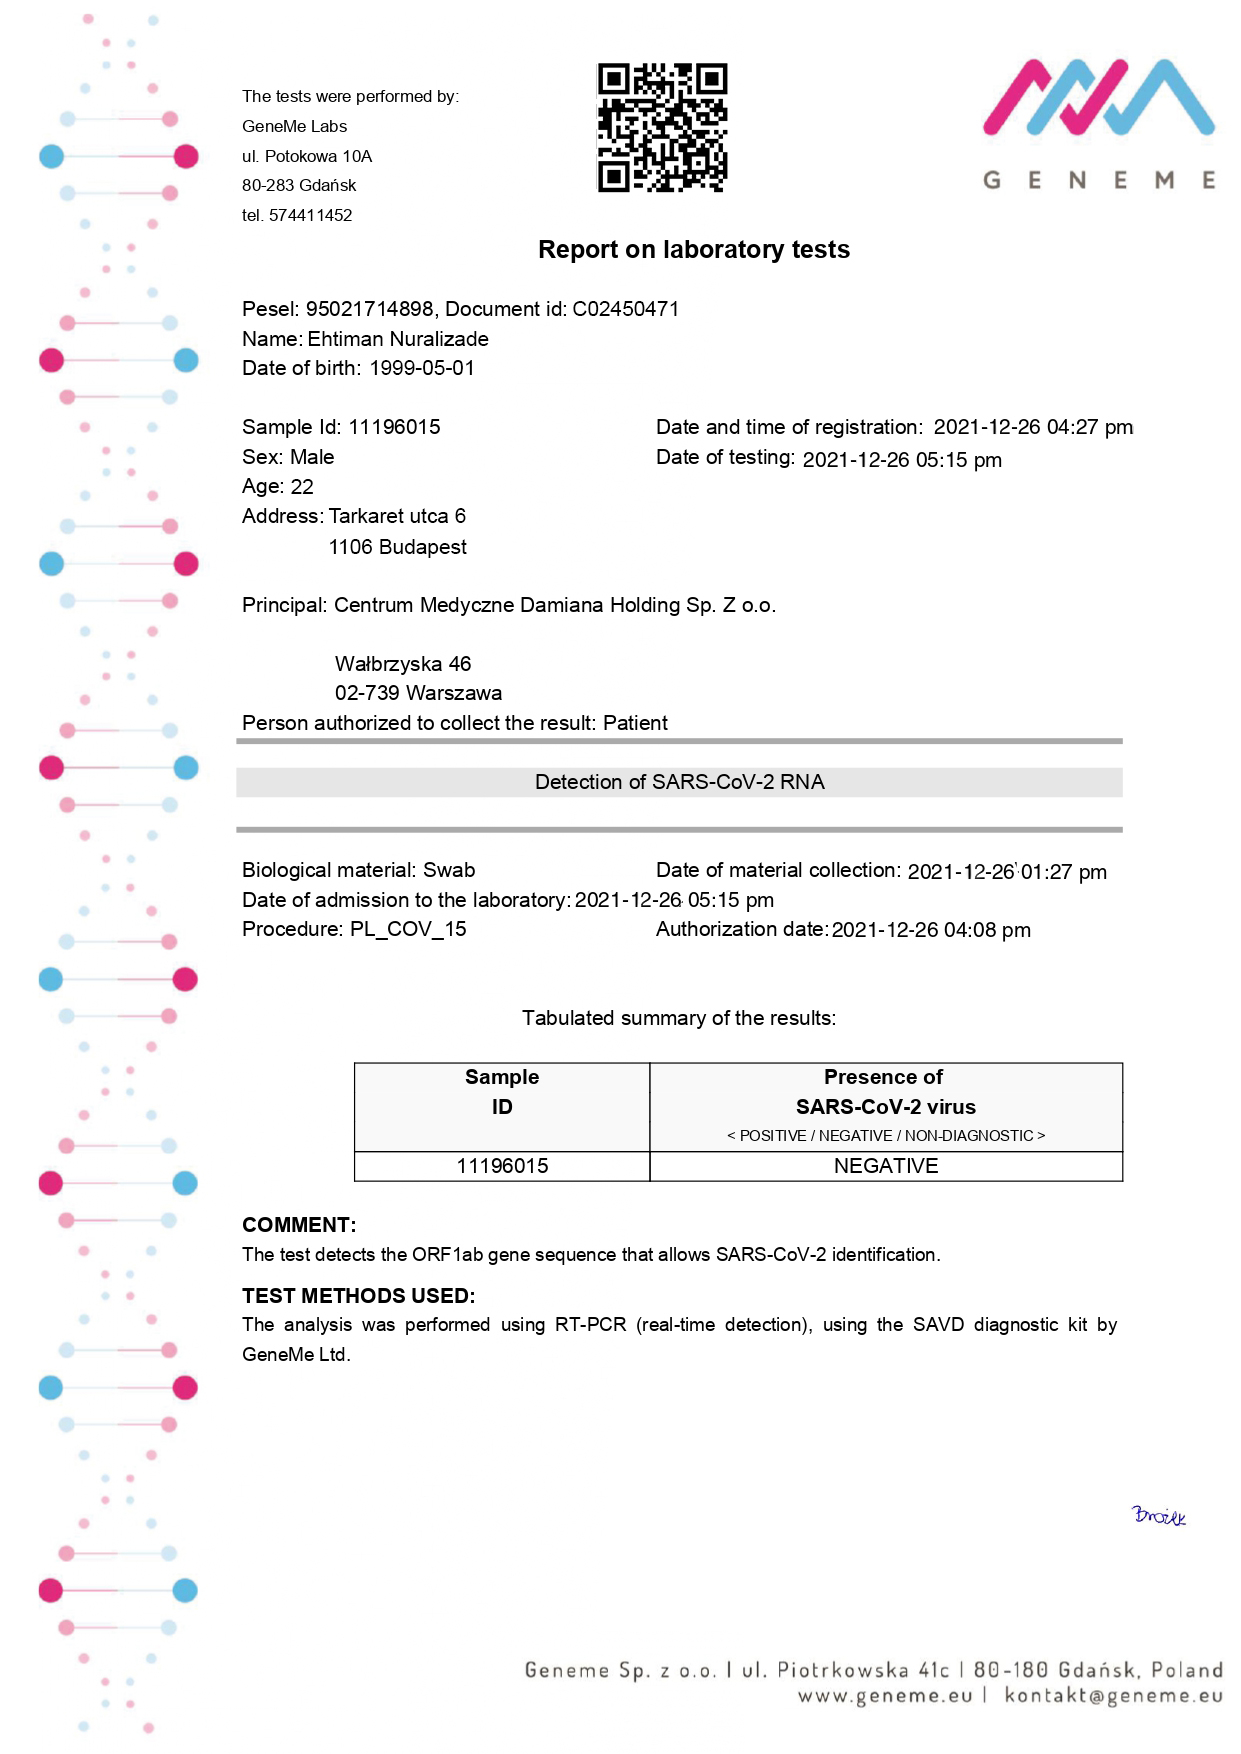 The tests were performed by:
GeneMe Labs
ul. Potokowa 10A
80-283 Gdańsk
tel. 574411452
GENEME
Report on laboratory tests
Pesel: 95021714898, Document id: C02450471
Name: Ehtiman Nuralizade
Date of birth: 1999-05-01
Sample Id: 11196015 Date and time of registration: 2021-12-26 04:27 pm
Sex: Male Date of testing: 2021-12-26 05:15 pm
Age: 22
Address: Tarkaret utca 6
1106 Budapest
Principal: Centrum Medyczne Damiana Holding Sp. Z o.o.
Wałbrzyska 46
02-739 Warszawa
Person authorized to collect the result: Patient
Detection of SARS-CoV-2 RNA
Biological material: Swab Date of material collection: 2021-12-26 01:27 pm
Date of admission to the laboratory: 2021-12-26 05:15 pm
Procedure: PL_COV_15 Authorization date: 2021-12-26 04:08 pm
Tabulated summary of the results:
Sample Presence of
ID SARS-CoV-2 virus
< POSITIVE / NEGATIVE / NON-DIAGNOSTIC >
11196015 NEGATIVE
COMMENT:
The test detects the ORF1ab gene sequence that allows SARS-CoV-2 identification.
TEST METHODS USED:
The analysis was performed using RT-PCR (real-time detection), using the SAVD diagnostic kit by
GeneMe Ltd.
Geneme Sp. z o.o. | ul. Piotrkowska 41c | 80-180 Gdańsk, Poland
www.geneme.eu | kontakt@geneme.eu